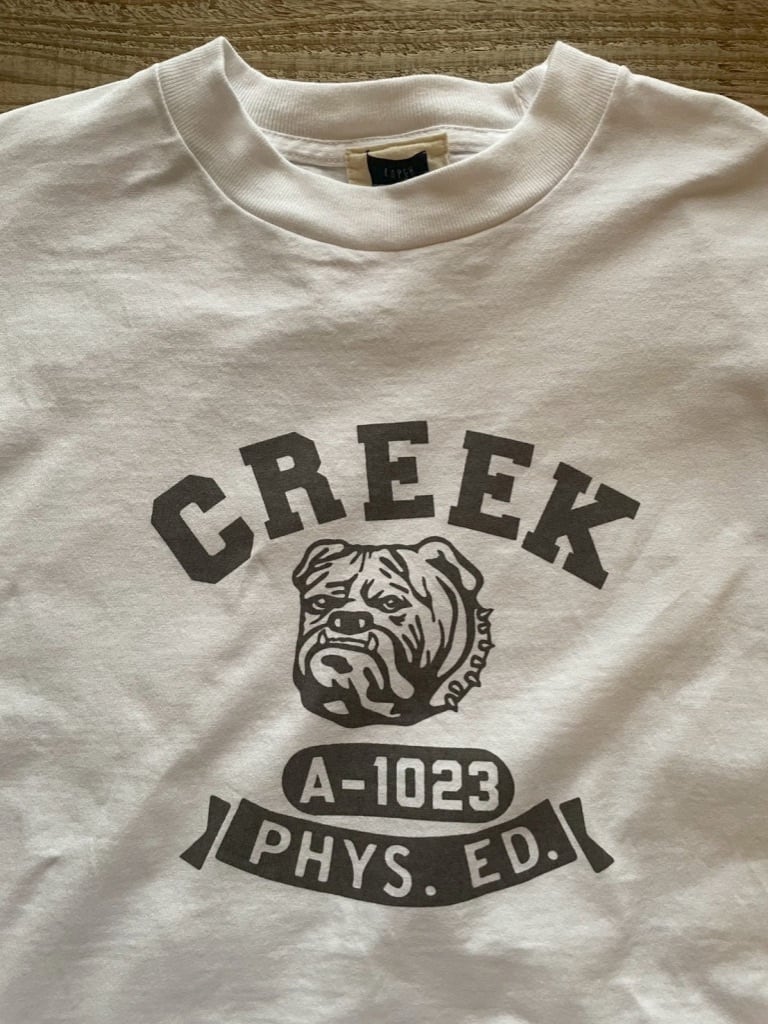 CREEK
A-1023
PHYS. ED.